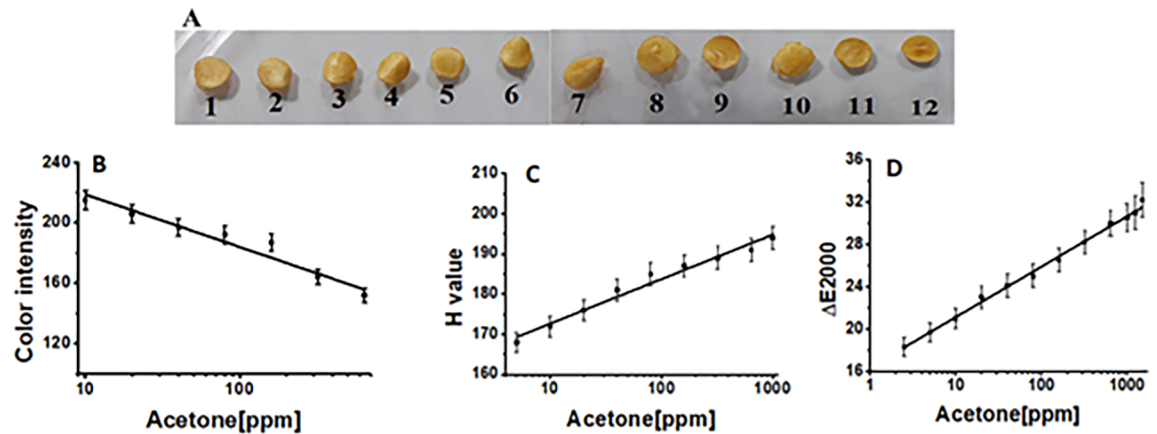 A
1 2 3 4 5 6 7 8 9 10 11 12
B
240
200
160
120
Color intensity
10 100
Acetone[ppm]
C
210
200
190
180
170
160
H value
10 100 1000
Acetone[ppm]
D
36
32
28
24
20
16
ΔE2000
1 10 100 1000
Acetone[ppm]